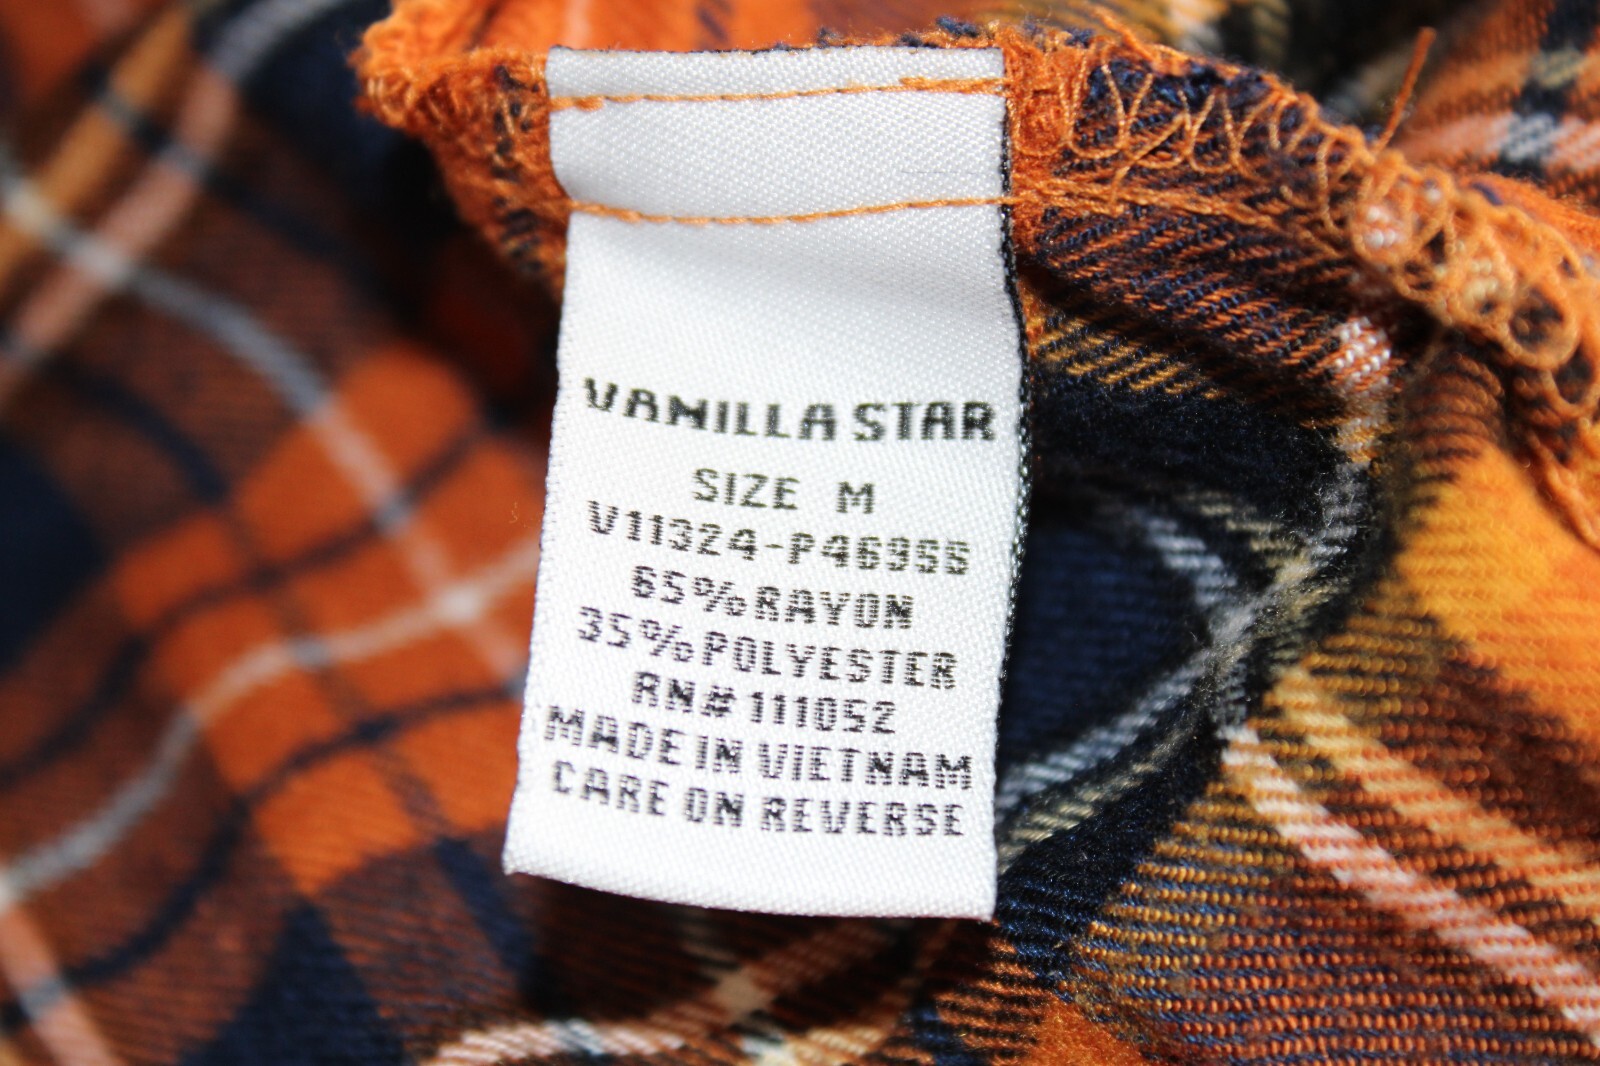 VANILLA STAR
SIZE M
V11324-P46955
65% RAYON
35% POLYESTER
RN# 111052
MADE IN VIETNAM
CARE ON REVERSE